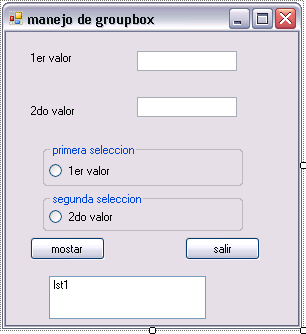 manejo de groupbox
1er valor
2do valor
primera seleccion
1er valor
segunda seleccion
2do valor
mostar salir
lst1